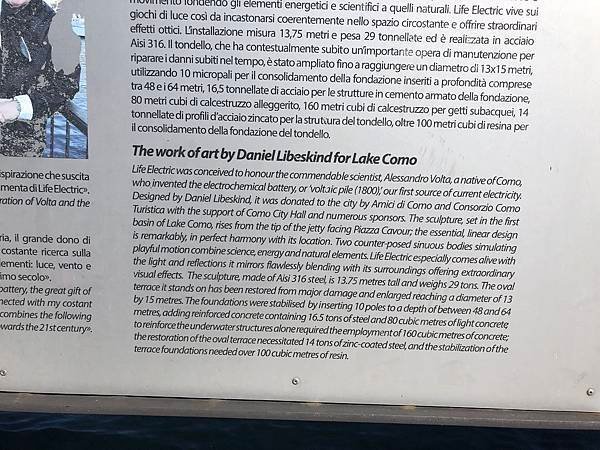 movimento fondendo gli elementi energetici e scientifici a quelli naturali. Life Electric vive sui
giochi di luce così da incastonarsi coerentemente nello spazio circostante e offrire straordinari
effetti ottici. L'installazione misura 13,75 metri e pesa 29 tonnellate ed è realizzata in acciaio
Aisi 316. Il tondello, che ha contestualmente subito un'importante opera di manutenzione per
riparare i danni subiti nel tempo, è stato ampliato fino a raggiungere un diametro di 13x15 metri,
utilizzando 10 micropali per il consolidamento della fondazione inseriti a profondità comprese
tra 48 e i 64 metri, 16,5 tonnellate di acciaio per le strutture in cemento armato della fondazione,
80 metri cubi di calcestruzzo alleggerito, 160 metri cubi di calcestruzzo per getti subacquei, 14
tonnellate di profili d'acciaio zincato per la struttura del tondello, oltre 100 metri cubi di resina per
il consolidamento della fondazione del tondello.
The work of art by Daniel Libeskind for Lake Como
Life Electric was conceived to honour the commendable scientist, Alessandro Volta, a native of Como,
who invented the electrochemical battery, or 'voltaic pile (1800)', our first source of current electricity.
Designed by Daniel Libeskind, it was donated to the city by Amici di Como and Consorzio Como
Turistica with the support of Como City Hall and numerous sponsors. The sculpture, set in the first
basin of Lake Como, rises from the tip of the jetty facing Piazza Cavour; the essential, linear design
is remarkably, in perfect harmony with its location. Two counter-posed sinuous bodies simulating
playful motion combine science, energy and natural elements. Life Electric especially comes alive with
the light and reflections it mirrors flawlessly blending with its surroundings offering extraordinary
visual effects. The sculpture, made of Aisi 316 steel, is 13.75 metres tall and weighs 29 tons. The oval
terrace it stands on has been restored from major damage and enlarged reaching a diameter of 13
by 15 metres. The foundations were stabilised by inserting 10 poles to a depth of between 48 and 64
metres, adding reinforced concrete containing 16.5 tons of steel and 80 cubic metres of light concrete;
to reinforce the underwater structures alone required the employment of 160 cubic metres of concrete;
the restoration of the oval terrace necessitated 14 tons of zinc-coated steel, and the stabilization of the
terrace foundations needed over 100 cubic metres of resin.
spirazione che suscita
menta di Life Electric».
ration of Volta and the
ria, il grande dono di
costante ricerca sulla
lementi: luce, vento e
imo secolo».
battery, the great gift of
nected with my costant
combines the following
owards the 21st century».